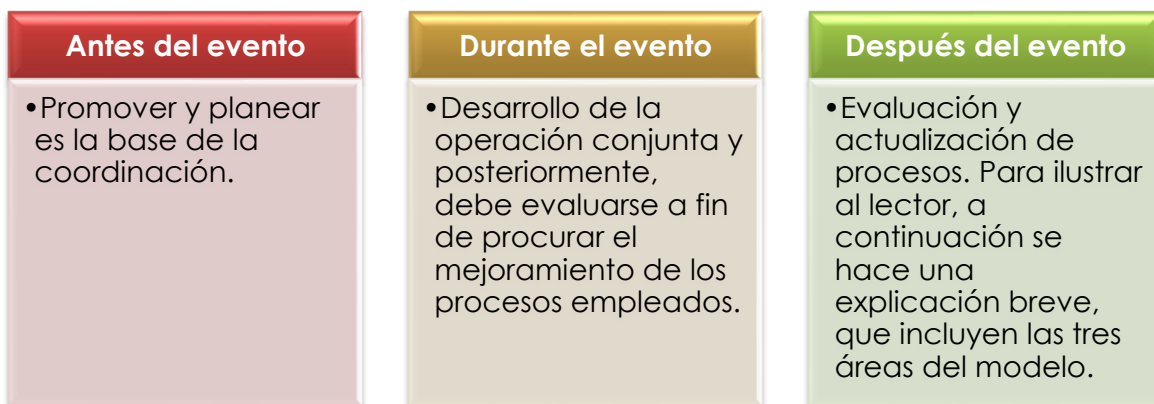 Antes del evento
•Promover y planear
es la base de la
coordinación.
Durante el evento
•Desarrollo de la
operación conjunta y
posteriormente,
debe evaluarse a fin
de procurar el
mejoramiento de los
procesos empleados.
Después del evento
•Evaluación y
actualización de
procesos. Para ilustrar
al lector, a
continuación se
hace una
explicación breve,
que incluyen las tres
áreas del modelo.